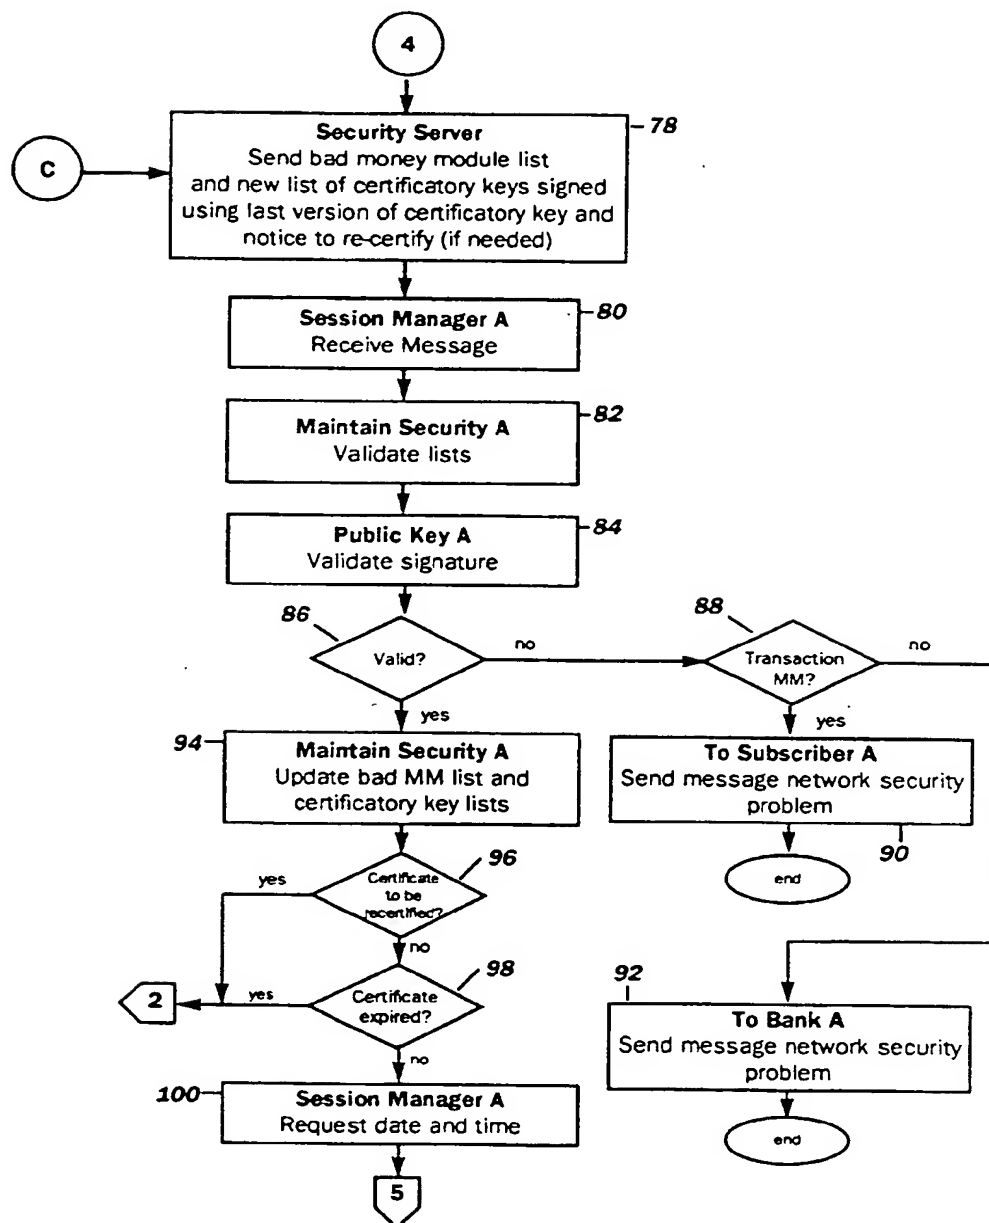 4
C
Security Server
Send bad money module list
and new list of certificatory keys signed
using last version of certificatory key and
notice to re-certify (if needed)
78
Session Manager A
Receive Message
80
Maintain Security A
Validate lists
82
Public Key A
Validate signature
84
86
Valid?
no
88
Transaction
MM?
no
yes
yes
94
Maintain Security A
Update bad MM list and
certificatory key lists
To Subscriber A
Send message network security
problem
90
end
96
Certificate
to be
recertified?
yes
no
98
Certificate
expired?
yes
2
no
92
To Bank A
Send message network security
problem
end
100
Session Manager A
Request date and time
5